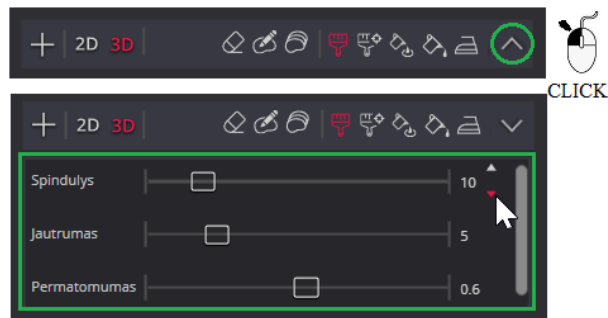 2D 3D
CLICK
2D 3D
Spindulys 10
Jautrumas 5
Permatomumas 0.6